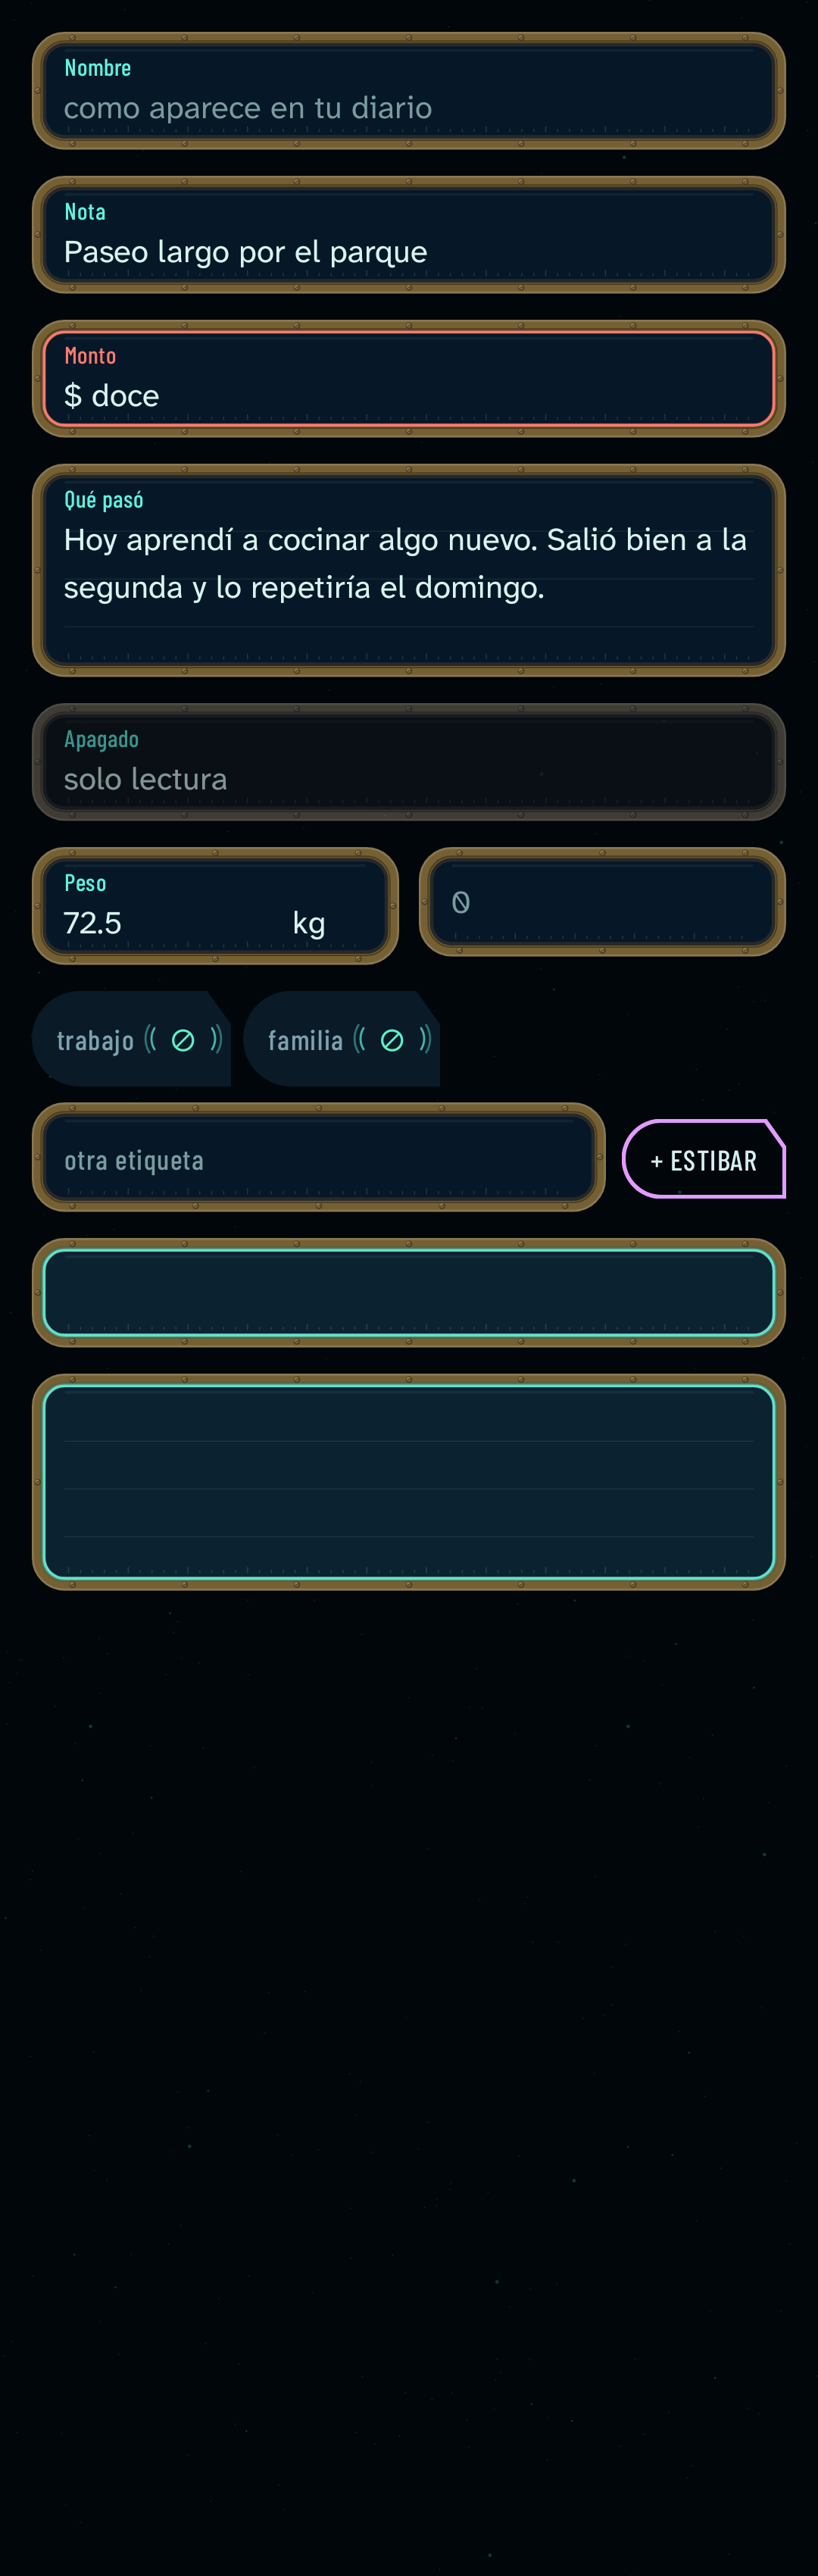 Nombre
como aparece en tu diario
Nota
Paseo largo por el parque
Monto
$ doce
Qué pasó
Hoy aprendí a cocinar algo nuevo. Salió bien a la
segunda y lo repetiría el domingo.
Apagado
solo lectura
Peso
72.5 kg
0
trabajo
familia
otra etiqueta
+ ESTIBAR